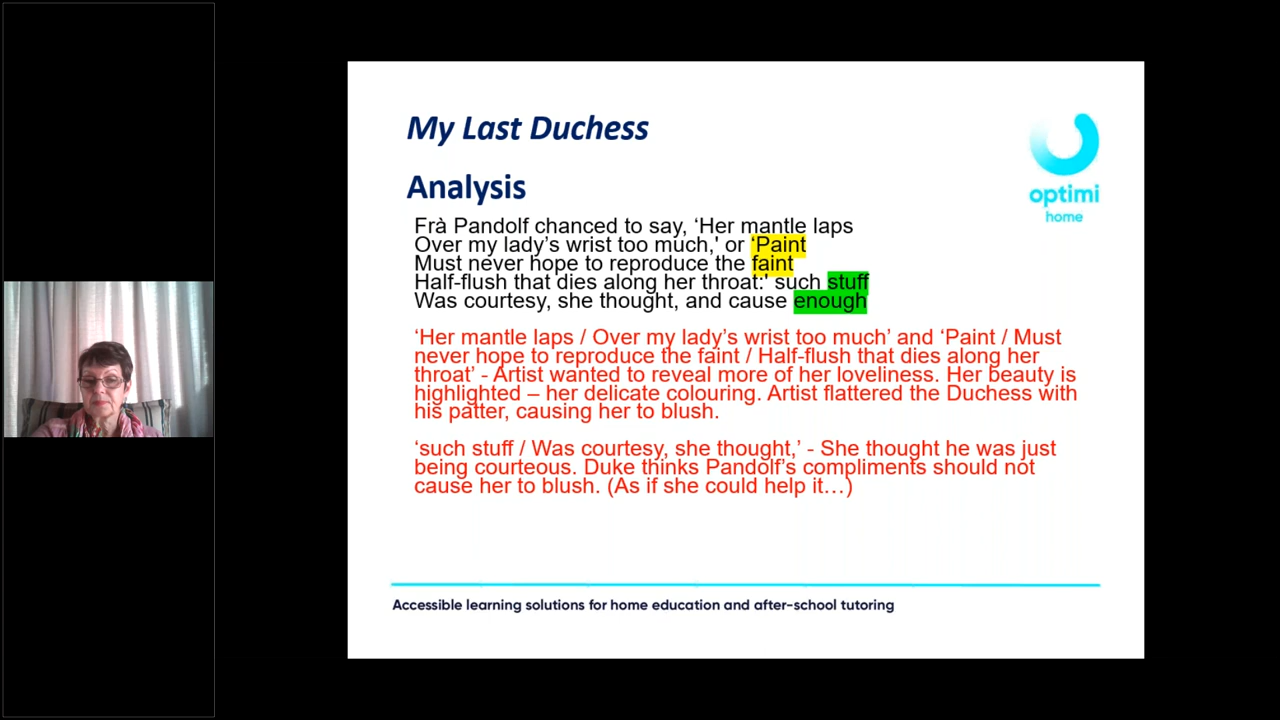 My Last Duchess
optimi
home
Analysis
Frà Pandolf chanced to say, ‘Her mantle laps
Over my lady’s wrist too much,' or ‘Paint
Must never hope to reproduce the faint
Half-flush that dies along her throat:' such stuff
Was courtesy, she thought, and cause enough
‘Her mantle laps / Over my lady’s wrist too much’ and ‘Paint / Must
never hope to reproduce the faint / Half-flush that dies along her
throat’ - Artist wanted to reveal more of her loveliness. Her beauty is
highlighted – her delicate colouring. Artist flattered the Duchess with
his patter, causing her to blush.
‘such stuff / Was courtesy, she thought,’ - She thought he was just
being courteous. Duke thinks Pandolf’s compliments should not
cause her to blush. (As if she could help it…)
Accessible learning solutions for home education and after-school tutoring